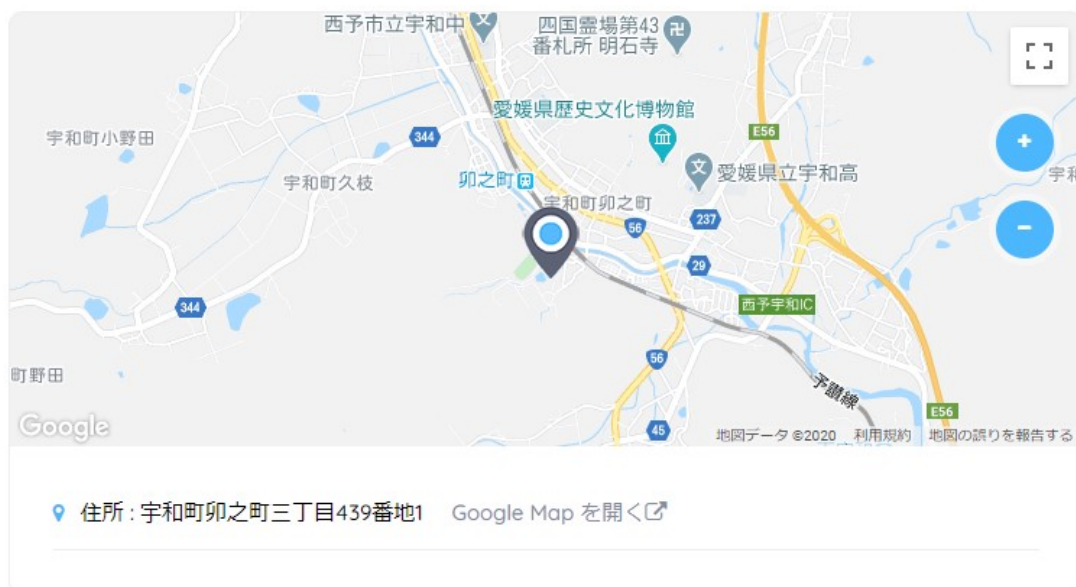 西予市立宇和中
四国霊場第43
番札所 明石寺
愛媛県歴史文化博物館
E56
宇和町小野田
344
宇和町久枝
卯之町
愛媛県立宇和高
宇和
宇和町卯之町
237
56
29
344
西予宇和IC
56
町野田
予讃線
E56
Google
45
地図データ ©2020 利用規約 地図の誤りを報告する
住所 : 宇和町卯之町三丁目439番地1 Google Map を開く